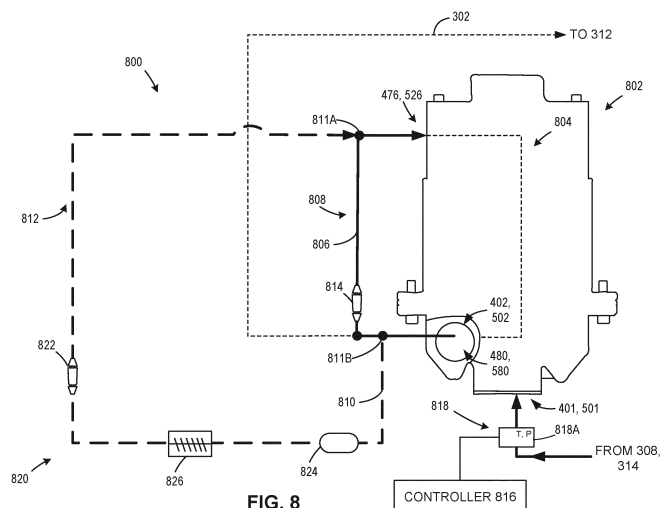 302
TO 312
800
802
811A
476, 526
804
808
812
806
814
402,
502
822
480,
580
811B
810
818
401, 501
T, P
818A
824
826
820
FROM 308,
314
CONTROLLER 816
FIG. 8